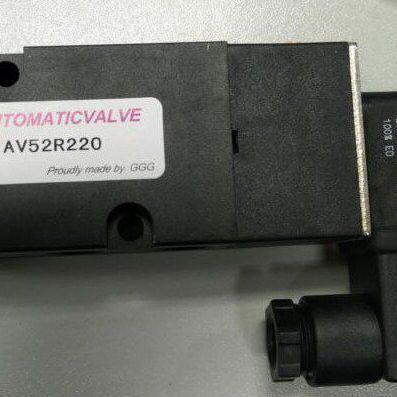 UTOMATICVALVE
AV52R220
Proudly made by GGG
100% ED